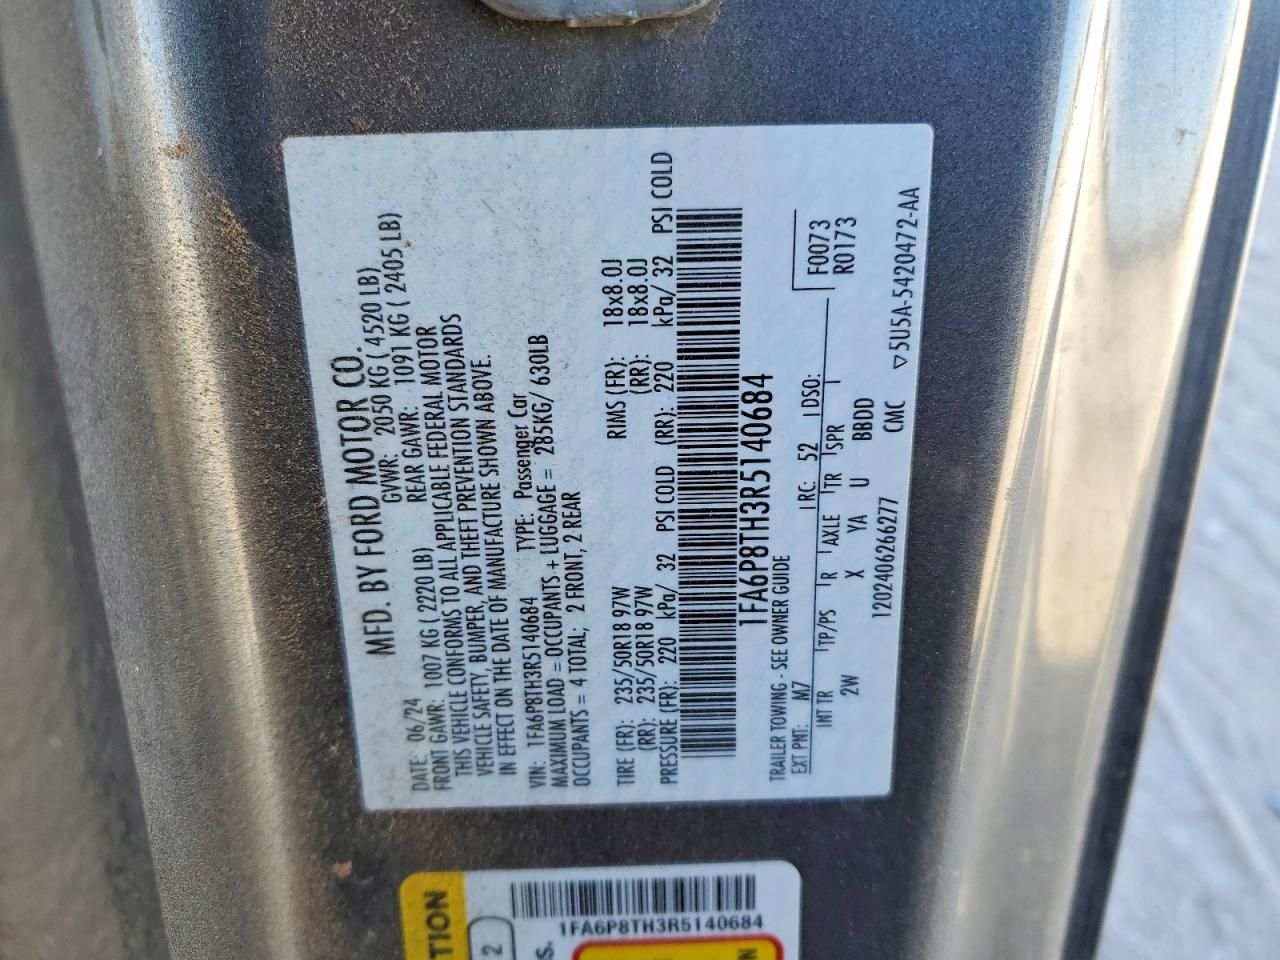 MFD. BY FORD MOTOR CO.
DATE: 06/24 GVWR: 2050 KG ( 4520 LB)
FRONT GAWR: 1007 KG ( 2220 LB) REAR GAWR: 1091 KG ( 2405 LB)
THIS VEHICLE CONFORMS TO ALL APPLICABLE FEDERAL MOTOR
VEHICLE SAFETY, BUMPER, AND THEFT PREVENTION STANDARDS
IN EFFECT ON THE DATE OF MANUFACTURE SHOWN ABOVE.
VIN: 1FA6P8TH3R5140684 TYPE: Passenger Car
MAXIMUM LOAD = OCCUPANTS + LUGGAGE = 285KG/ 630LB
OCCUPANTS = 4 TOTAL; 2 FRONT, 2 REAR
TIRE (FR): 235/50R18 97W RIMS (FR): 18x8.0J
(RR): 235/50R18 97W (RR): 18x8.0J
PRESSURE (FR): 220 kPa/ 32 PSI COLD (RR): 220 kPa/ 32 PSI COLD
1FA6P8TH3R5140684
TRAILER TOWING - SEE OWNER GUIDE
EXT PNT: M7 RC: 52 DSO: F0073
INT TR TP/PS R AXLE TR SPR R0173
2W X YA U BBDD
120240626277 CMC ▽5U5A-5420472-AA
1FA6P8TH3R5140684
TION
2
S.
N